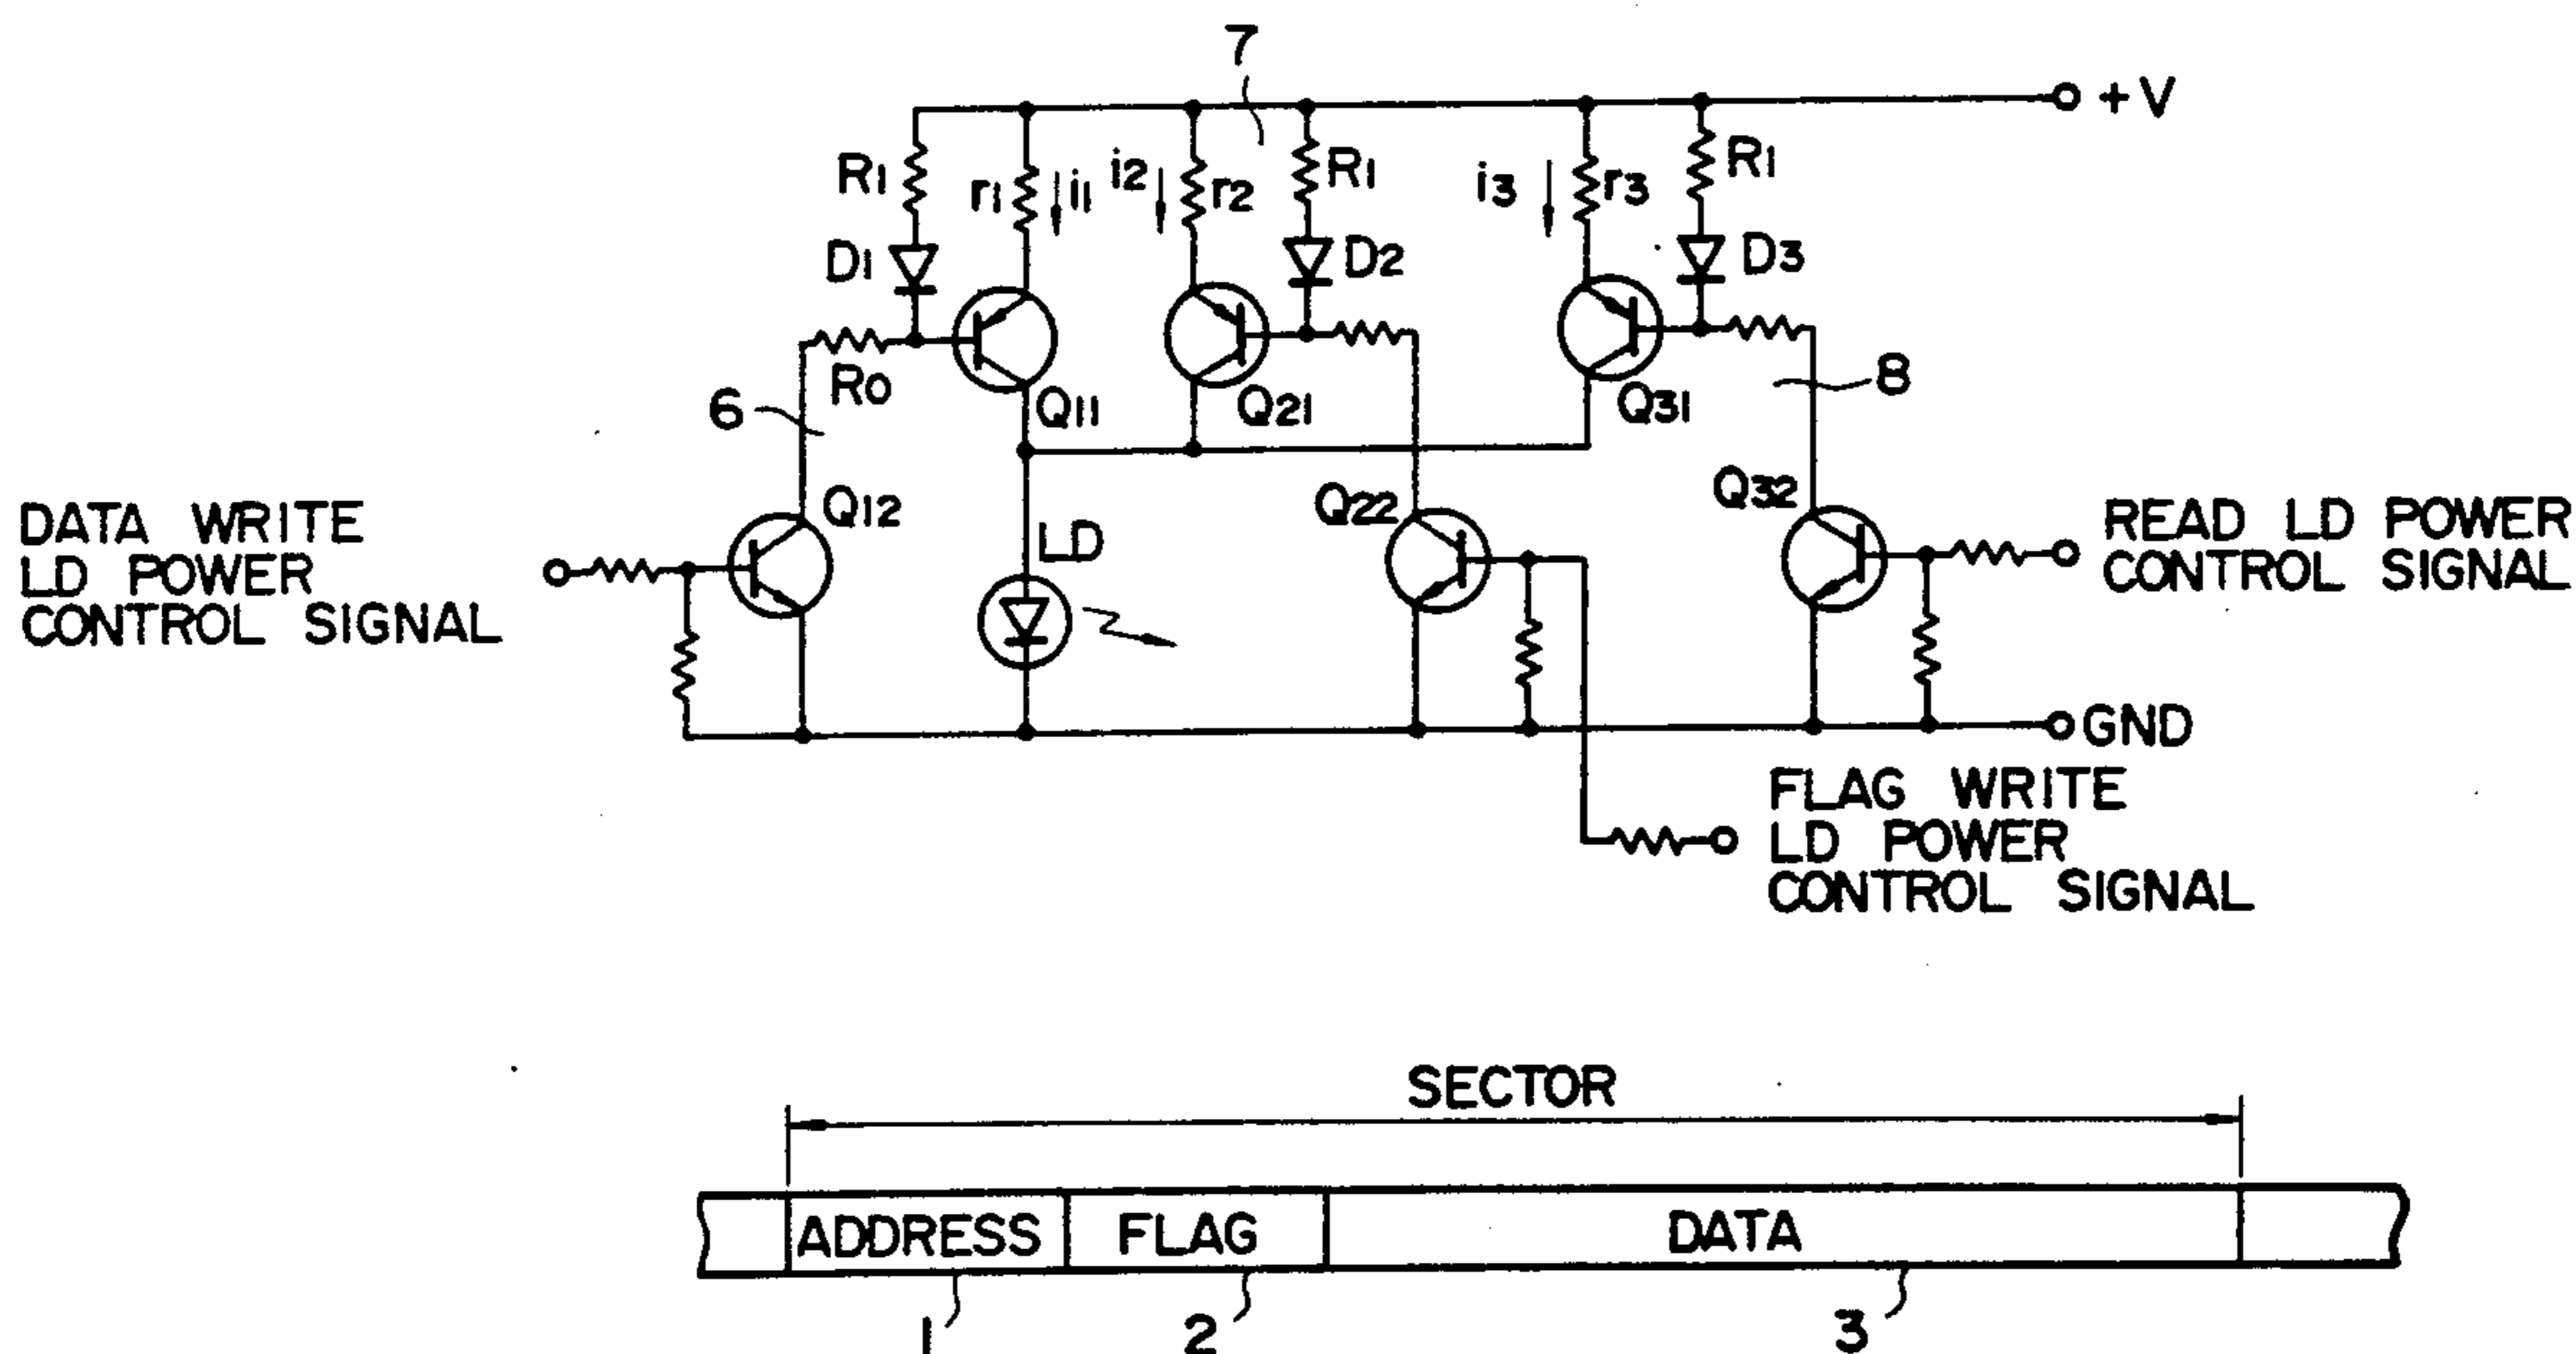 7
+V
R1
r1
i1
i2
r2
R1
i3
r3
R1
D1
D2
D3
R0
Q11
Q21
Q31
6
8
Q12
LD
Q22
Q32
DATA WRITE
LD POWER
CONTROL SIGNAL
READ LD POWER
CONTROL SIGNAL
GND
FLAG WRITE
LD POWER
CONTROL SIGNAL
SECTOR
ADDRESS FLAG DATA
1 2 3